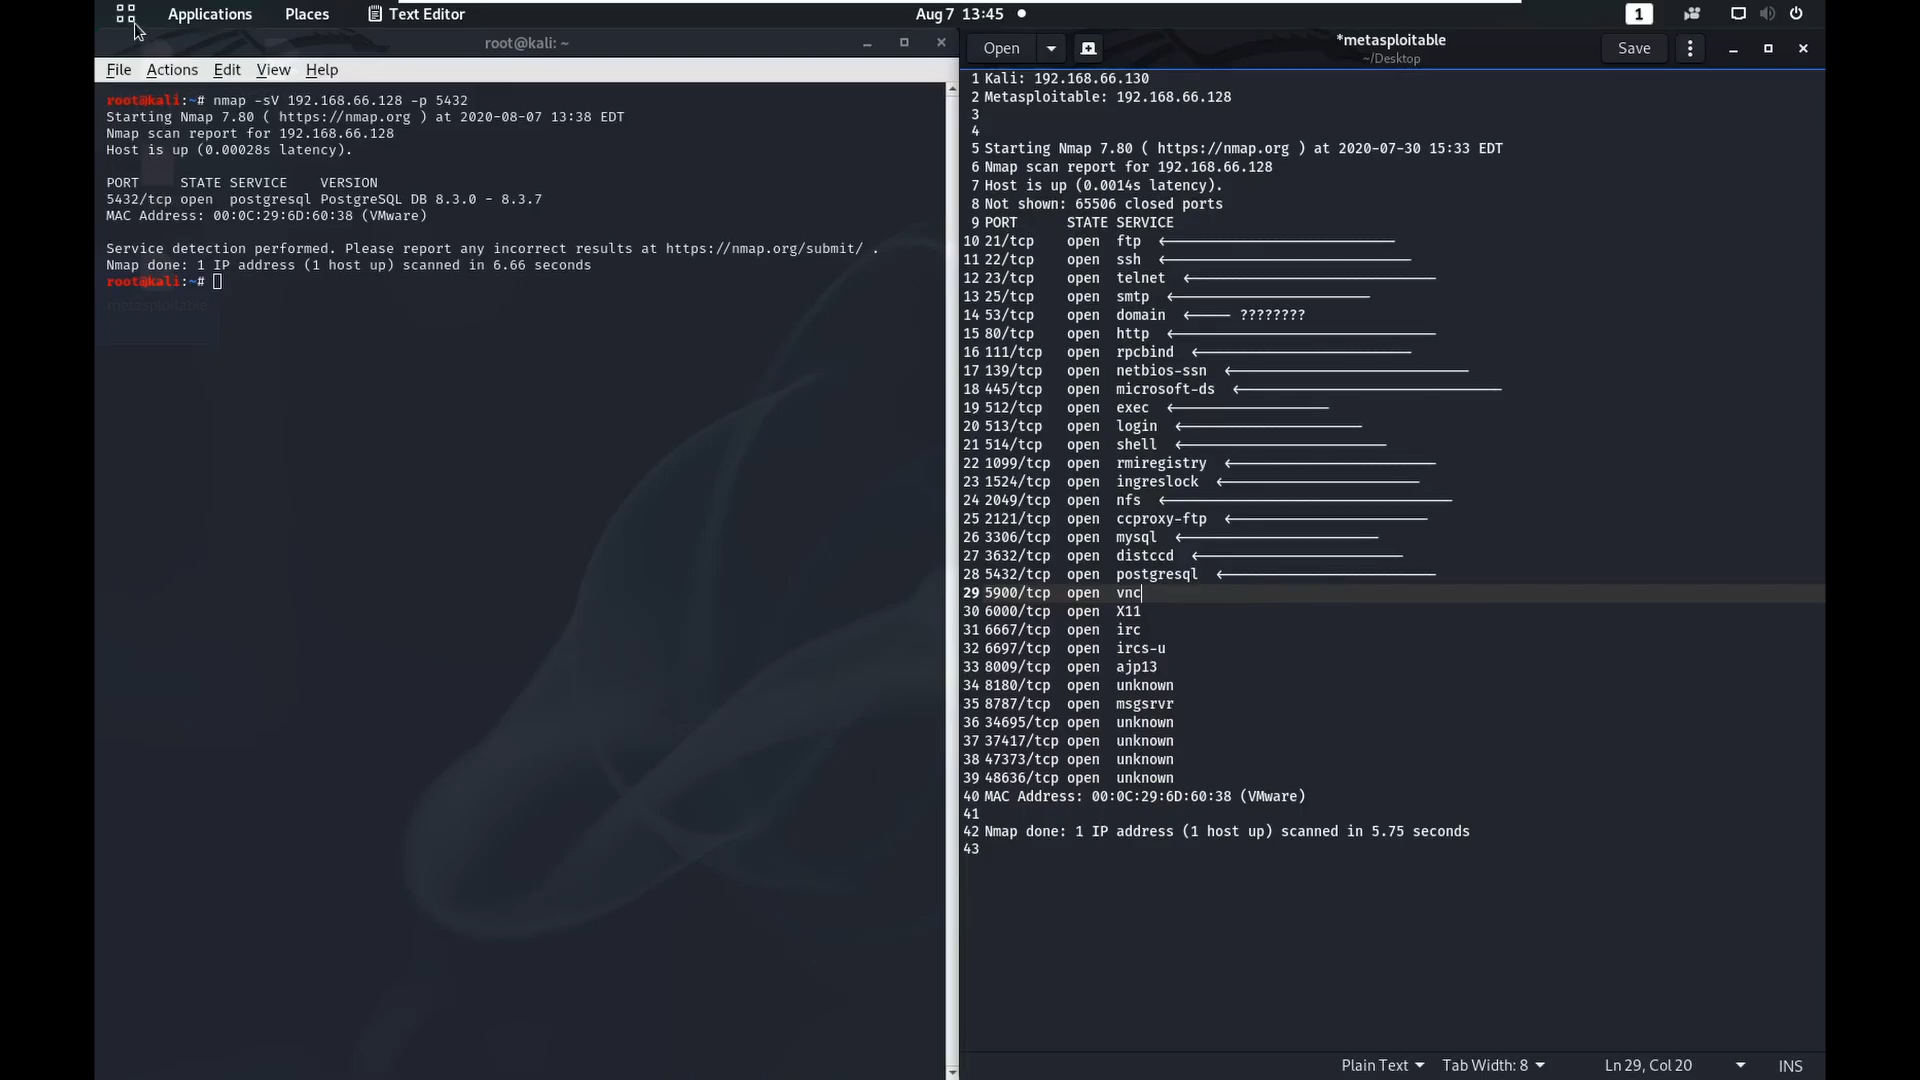 Applications Places Text Editor Aug 7 13:45 1
root@kali: ~
File Actions Edit View Help
root@kali:~# nmap -sV 192.168.66.128 -p 5432
Starting Nmap 7.80 ( https://nmap.org ) at 2020-08-07 13:38 EDT
Nmap scan report for 192.168.66.128
Host is up (0.00028s latency).
PORT STATE SERVICE VERSION
5432/tcp open postgresql PostgreSQL DB 8.3.0 - 8.3.7
MAC Address: 00:0C:29:6D:60:38 (VMware)
Service detection performed. Please report any incorrect results at https://nmap.org/submit/ .
Nmap done: 1 IP address (1 host up) scanned in 6.66 seconds
root@kali:~#
metasploitable
Open *metasploitable Save
~/Desktop
1 Kali: 192.168.66.130
2 Metasploitable: 192.168.66.128
3
4
5 Starting Nmap 7.80 ( https://nmap.org ) at 2020-07-30 15:33 EDT
6 Nmap scan report for 192.168.66.128
7 Host is up (0.0014s latency).
8 Not shown: 65506 closed ports
9 PORT STATE SERVICE
10 21/tcp open ftp <--------------------------
11 22/tcp open ssh <----------------------------
12 23/tcp open telnet <----------------------------
13 25/tcp open smtp <-----------------------
14 53/tcp open domain <----- ????????
15 80/tcp open http <-------------------------------
16 111/tcp open rpcbind <-------------------------
17 139/tcp open netbios-ssn <----------------------------
18 445/tcp open microsoft-ds <-------------------------------
19 512/tcp open exec <------------------
20 513/tcp open login <---------------------
21 514/tcp open shell <------------------------
22 1099/tcp open rmiregistry <------------------------
23 1524/tcp open ingreslock <-----------------------
24 2049/tcp open nfs <----------------------------------
25 2121/tcp open ccproxy-ftp <-----------------------
26 3306/tcp open mysql <-----------------------
27 3632/tcp open distccd <------------------------
28 5432/tcp open postgresql <-------------------------
29 5900/tcp open vnc
30 6000/tcp open X11
31 6667/tcp open irc
32 6697/tcp open ircs-u
33 8009/tcp open ajp13
34 8180/tcp open unknown
35 8787/tcp open msgsrvr
36 34695/tcp open unknown
37 37417/tcp open unknown
38 47373/tcp open unknown
39 48636/tcp open unknown
40 MAC Address: 00:0C:29:6D:60:38 (VMware)
41
42 Nmap done: 1 IP address (1 host up) scanned in 5.75 seconds
43
Plain Text Tab Width: 8 Ln 29, Col 20 INS